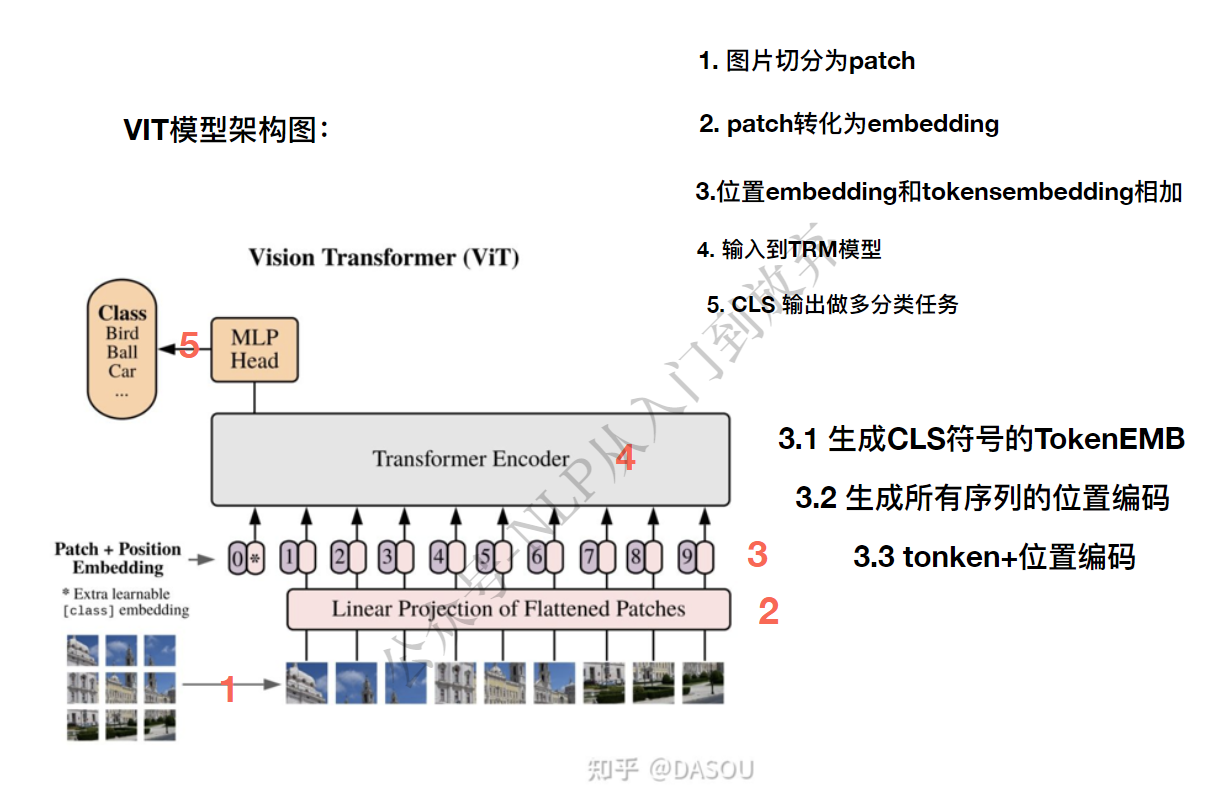 VIT模型架构图：
1. 图片切分为patch
2. patch转化为embedding
3.位置embedding和tokensembedding相加
4. 输入到TRM模型
5. CLS 输出做多分类任务
Vision Transformer (ViT)
Class
Bird
Ball
Car
...
5
MLP
Head
Transformer Encoder
4
3.1 生成CLS符号的TokenEMB
3.2 生成所有序列的位置编码
3.3 tonken+位置编码
Patch + Position
Embedding
0 * 1 2 3 4 5 6 7 8 9
3
* Extra learnable
[class] embedding
Linear Projection of Flattened Patches
2
1
公众号-NLP从入门到放弃
知乎 @DASOU